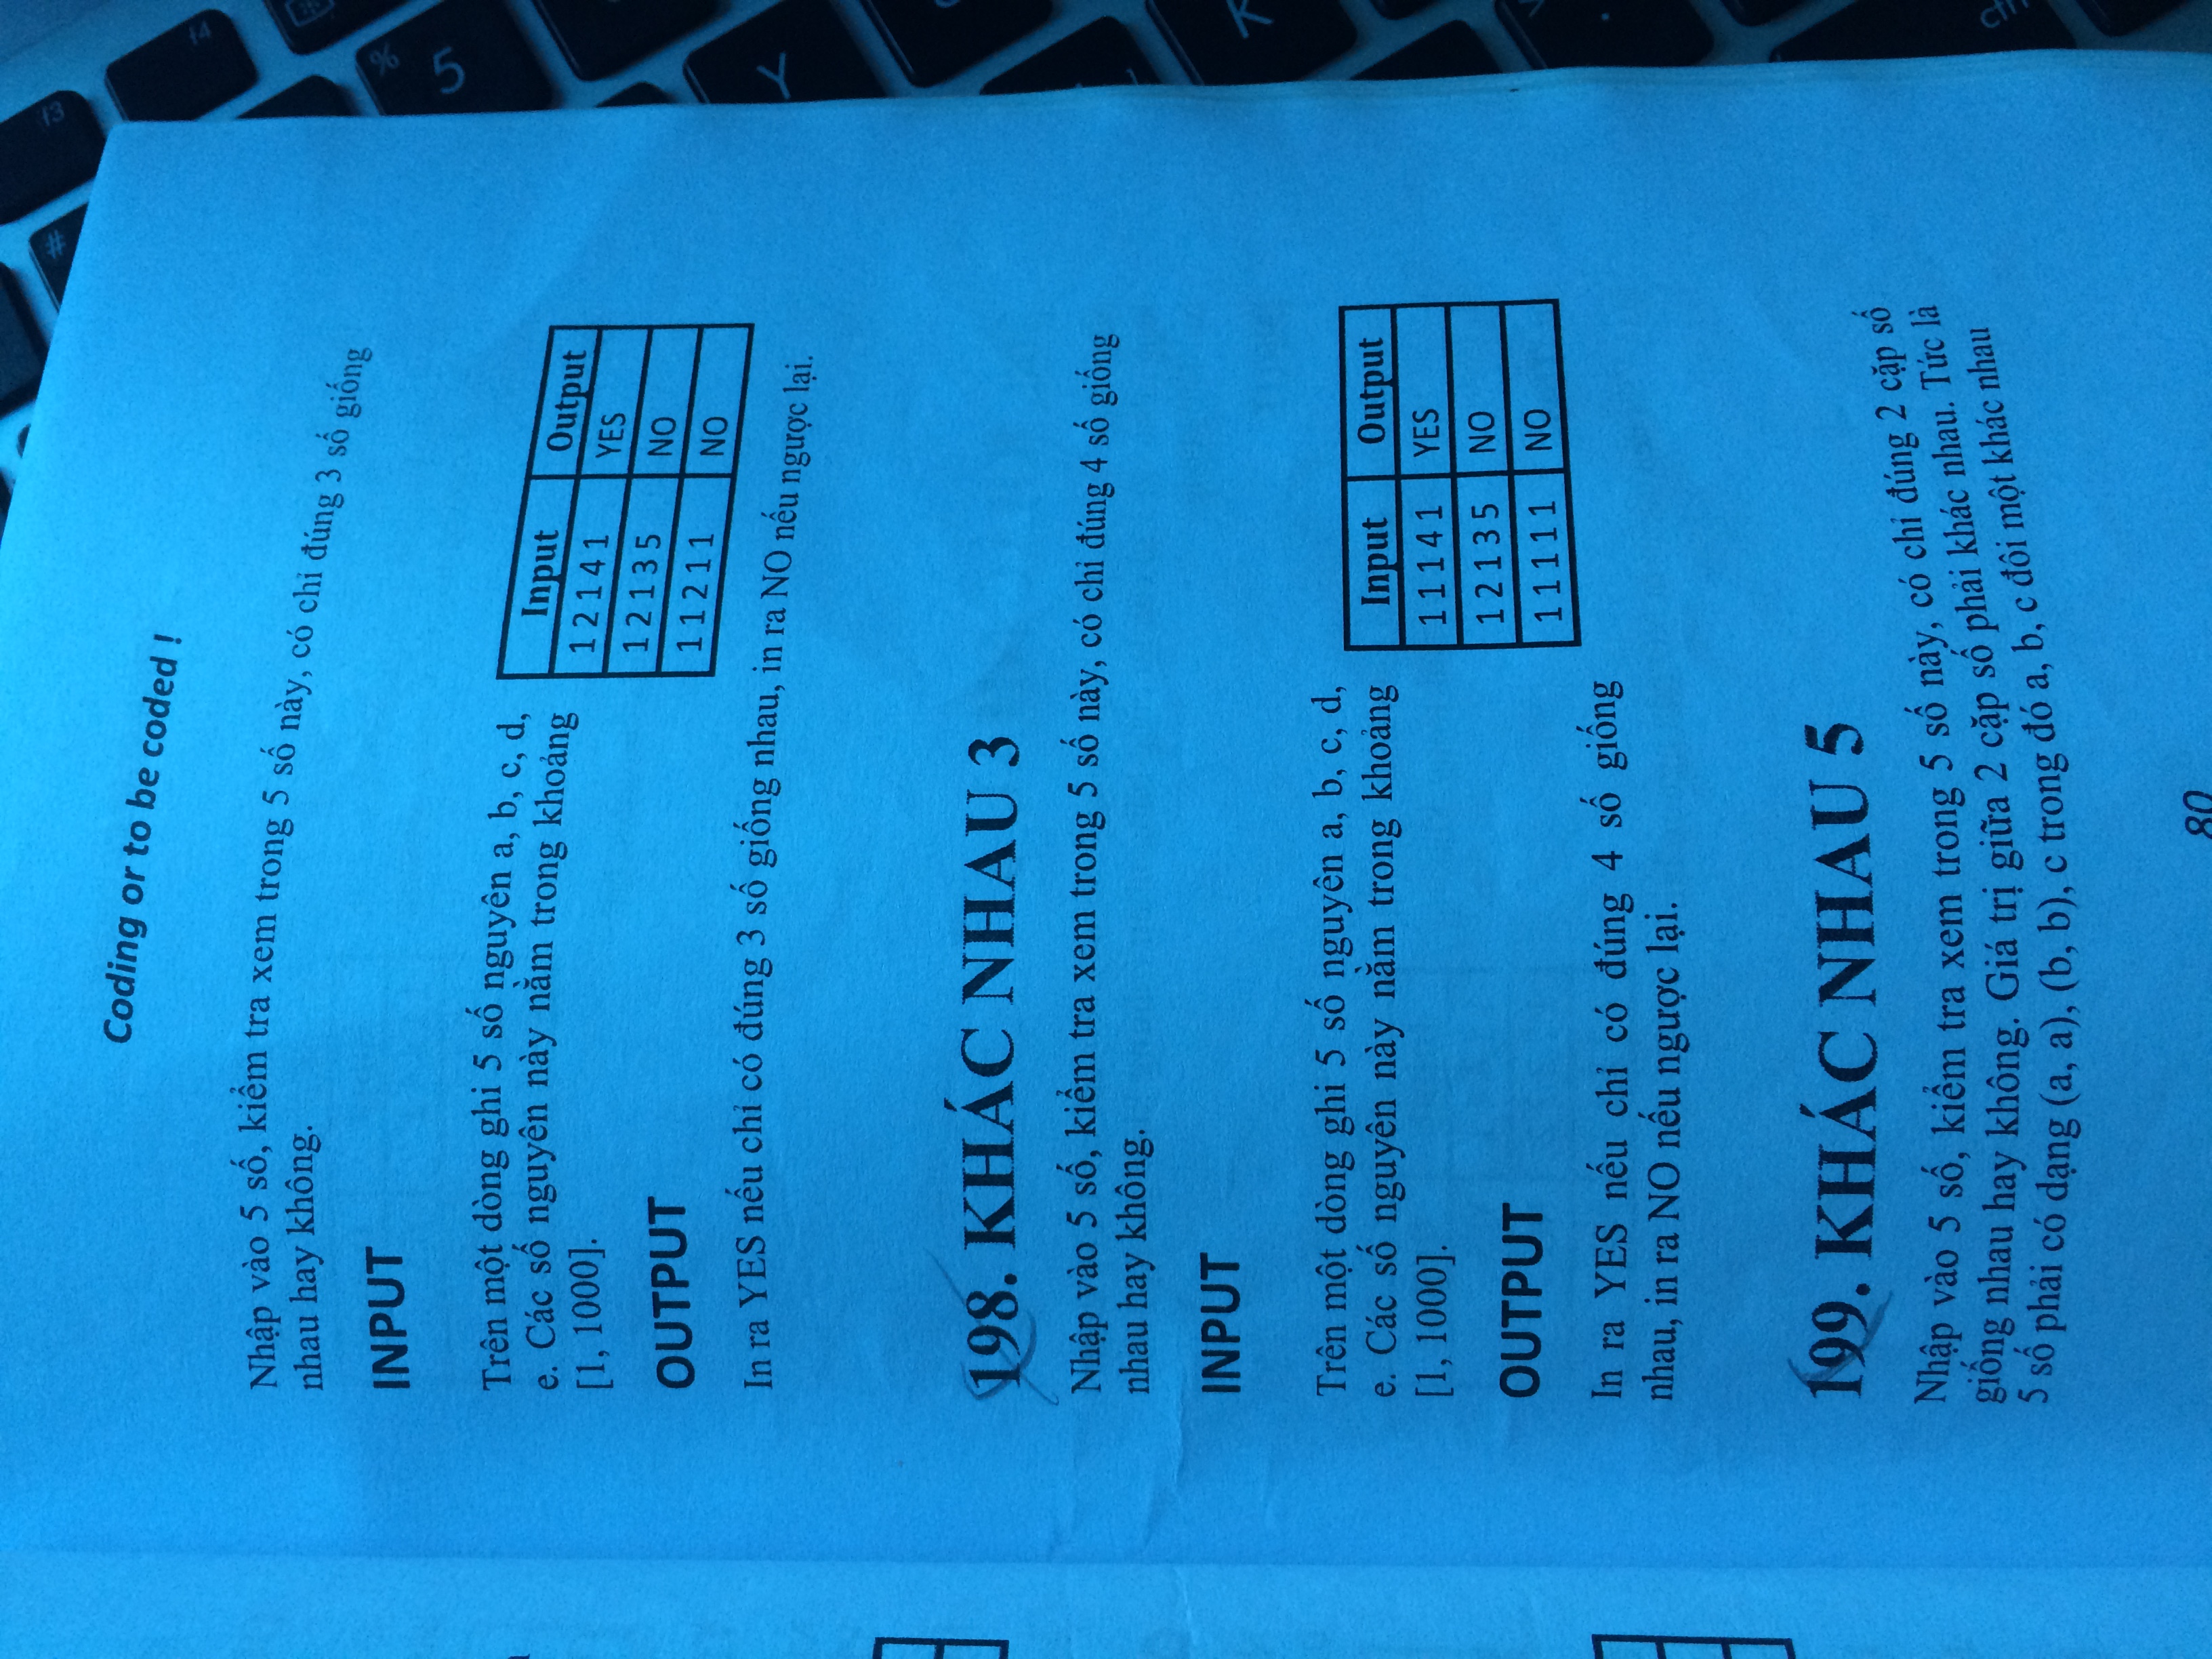 Coding or to be coded !
Nhập vào 5 số, kiểm tra xem trong 5 số này, có chỉ đúng 3 số giống
nhau hay không.
INPUT
Trên một dòng ghi 5 số nguyên a, b, c, d,
e. Các số nguyên này nằm trong khoảng
[1, 1000].
Input Output
1 2 1 4 1 YES
1 2 1 3 5 NO
1 1 2 1 1 NO
OUTPUT
In ra YES nếu chỉ có đúng 3 số giống nhau, in ra NO nếu ngược lại.
198. KHÁC NHAU 3
Nhập vào 5 số, kiểm tra xem trong 5 số này, có chỉ đúng 4 số giống
nhau hay không.
INPUT
Trên một dòng ghi 5 số nguyên a, b, c, d,
e. Các số nguyên này nằm trong khoảng
[1, 1000].
Input Output
1 1 1 4 1 YES
1 2 1 3 5 NO
1 1 1 1 1 NO
OUTPUT
In ra YES nếu chỉ có đúng 4 số giống
nhau, in ra NO nếu ngược lại.
199. KHÁC NHAU 5
Nhập vào 5 số, kiểm tra xem trong 5 số này, có chỉ đúng 2 cặp số
giống nhau hay không. Giá trị giữa 2 cặp số phải khác nhau. Tức là
5 số phải có dạng (a, a), (b, b), c trong đó a, b, c đôi một khác nhau
80
#
f3
f4
%
5
Y
K